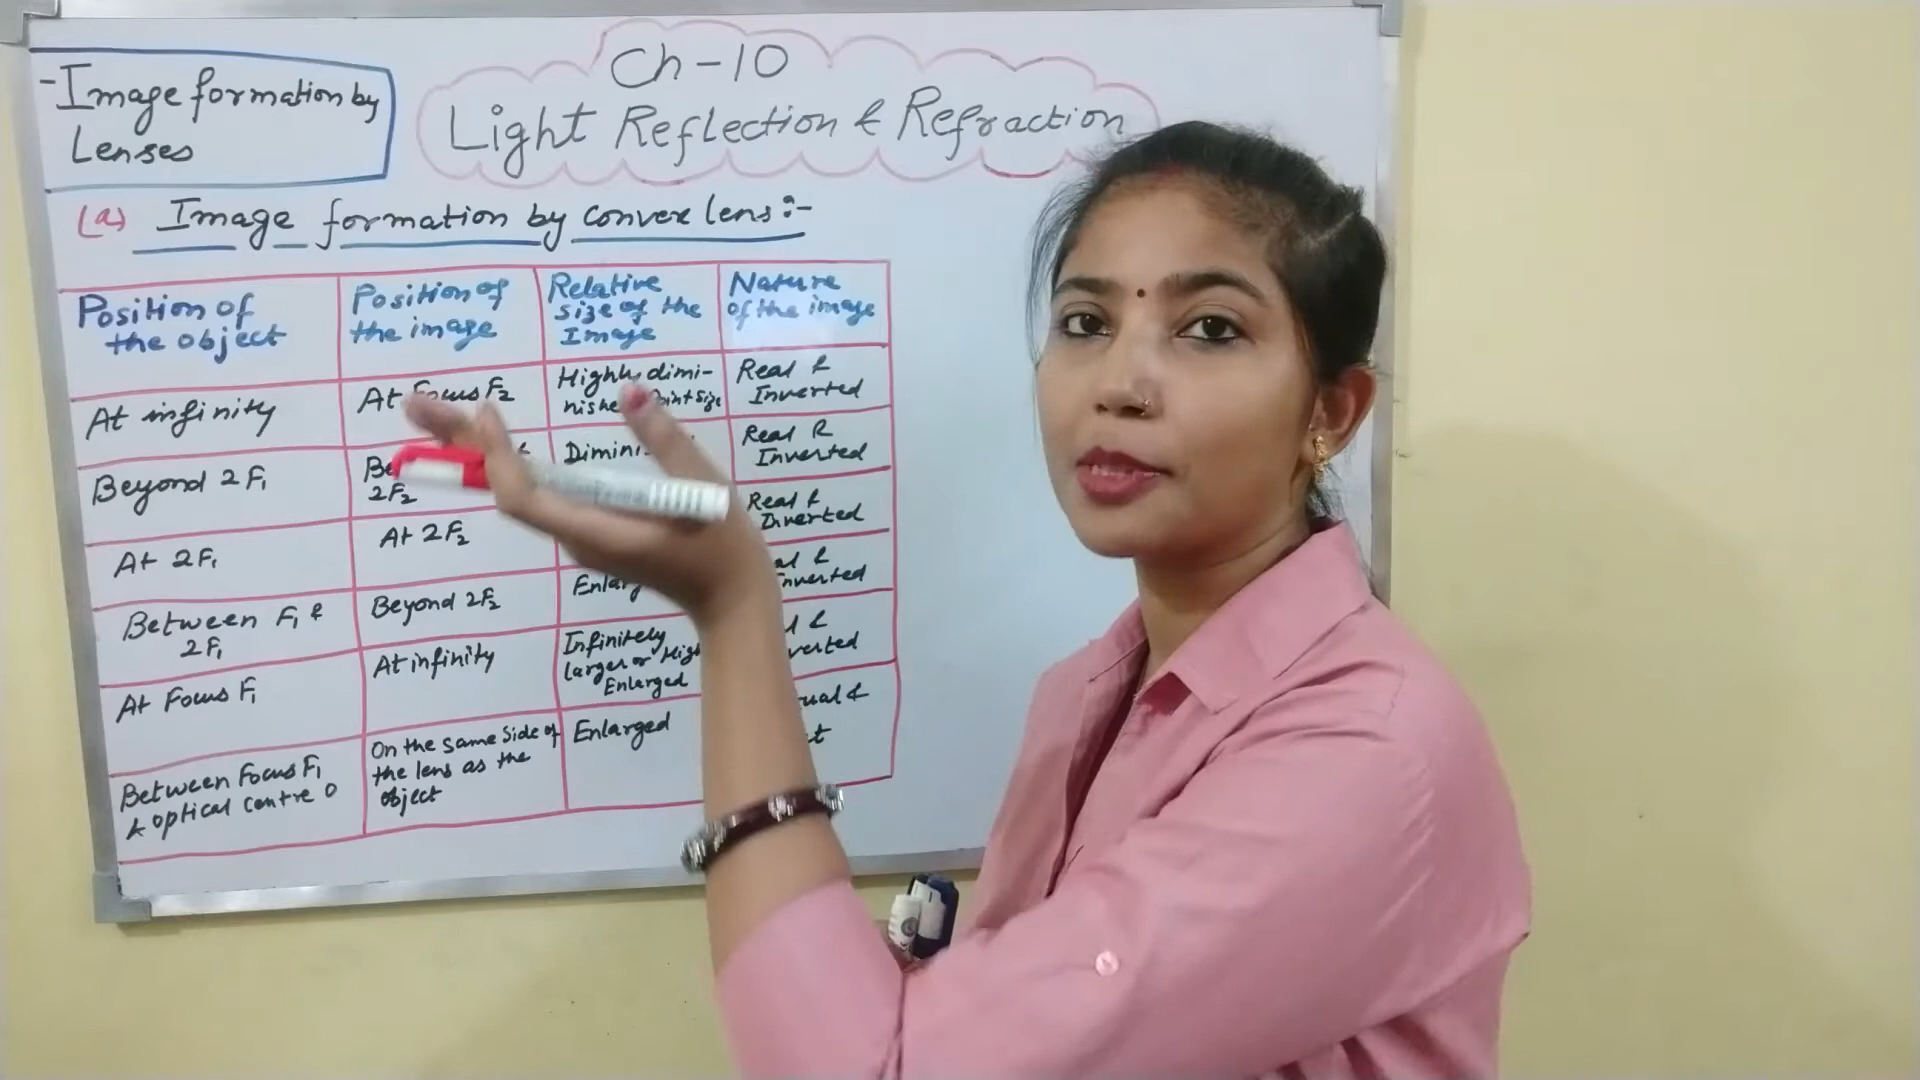 -Image formation by
Lenses
Ch-10
Light Reflection & Refraction
(a) Image formation by convex lens:-
Position of
the object
Position of
the image
Relative
size of the
Image
Nature
of the image
At infinity
At Focus F2
Highly dimi-
Point Size
Real &
Inverted
Beyond 2F1
2F2
Real &
Inverted
At 2F1
At 2F2
Real &
Inverted
Between F1 &
2F1
Beyond 2F2
&
Inverted
At Focus F1
At infinity
Infinitely
larger or
Enlarged
&
Between Focus F1
& optical centre O
On the same side of
the lens as the
object
Enlarged
&